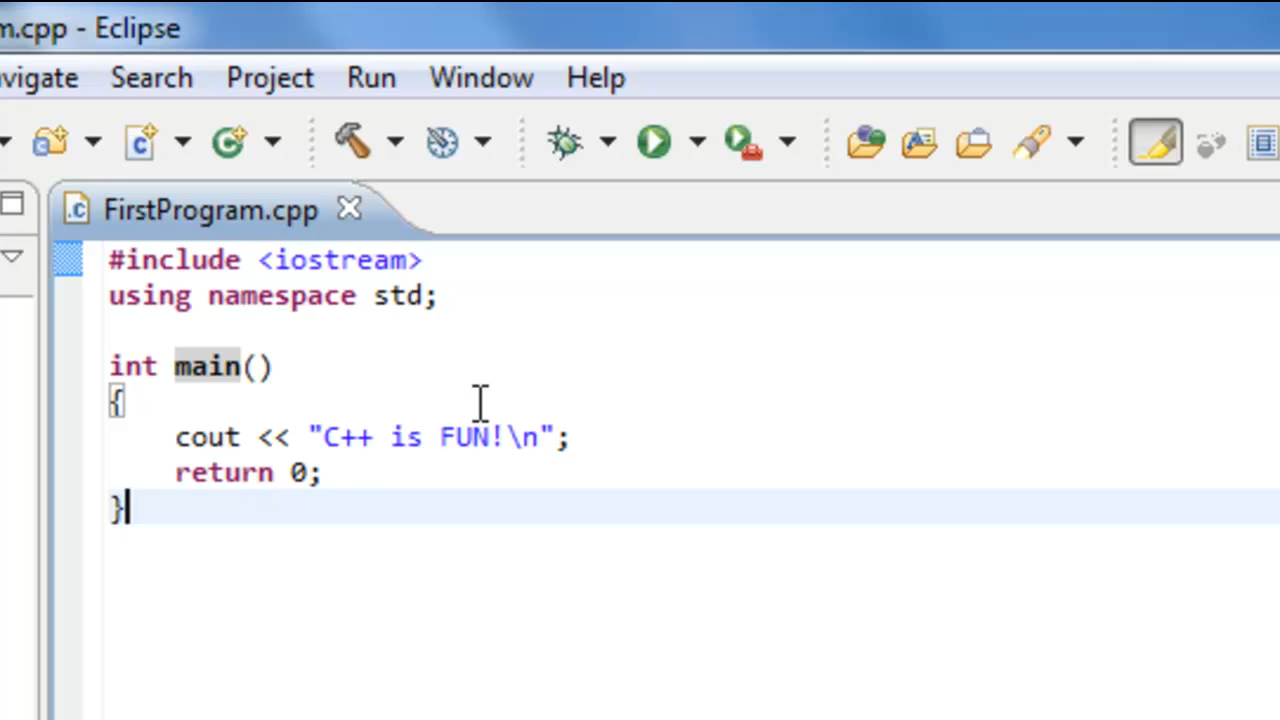 m.cpp - Eclipse
avigate Search Project Run Window Help
FirstProgram.cpp
#include <iostream>
using namespace std;
int main()
{
cout << "C++ is FUN!\n";
return 0;
}